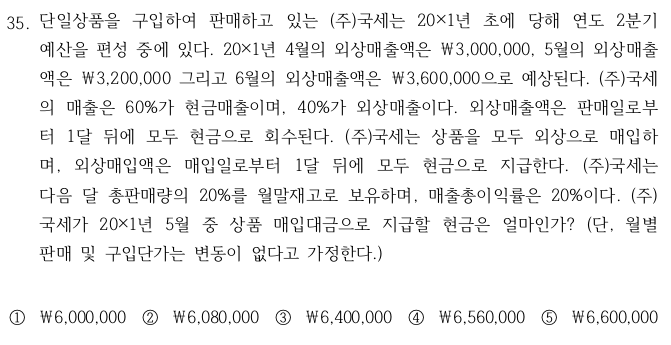 35. 단일상품을 구입하여 판매하고 있는 (주)국세는 20×1년 초에 당해 연도 2분기
예산을 편성 중에 있다. 20×1년 4월의 외상매출액은 ₩3,000,000, 5월의 외상매출
액은 ₩3,200,000 그리고 6월의 외상매출액은 ₩3,600,000으로 예상된다. (주)국세
의 매출은 60%가 현금매출이며, 40%가 외상매출이다. 외상매출액은 판매일로부
터 1달 뒤에 모두 현금으로 회수된다. (주)국세는 상품을 모두 외상으로 매입하
며, 외상매입액은 매입일로부터 1달 뒤에 모두 현금으로 지급한다. (주)국세는
다음 달 총판매량의 20%를 월말재고로 보유하며, 매출총이익률은 20%이다. (주)
국세가 20×1년 5월 중 상품 매입대금으로 지급할 현금은 얼마인가? (단, 월별
판매 및 구입단가는 변동이 없다고 가정한다.)
① ₩6,000,000 ② ₩6,080,000 ③ ₩6,400,000 ④ ₩6,560,000 ⑤ ₩6,600,000